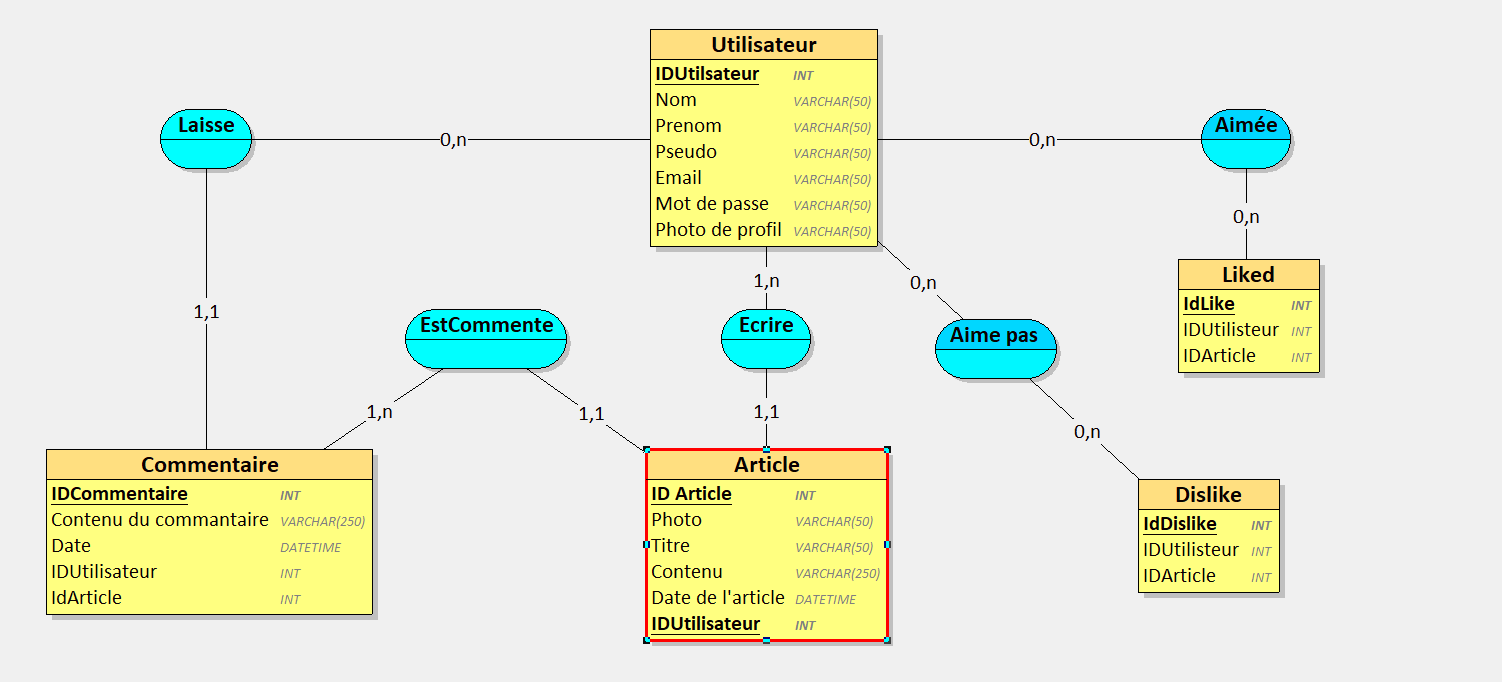 Utilisateur
IDUtilsateur INT
Nom VARCHAR(50)
Prenom VARCHAR(50)
Pseudo VARCHAR(50)
Email VARCHAR(50)
Mot de passe VARCHAR(50)
Photo de profil VARCHAR(50)
Laisse
0,n
0,n
Aimée
0,n
1,1
1,n
0,n
Liked
IdLike INT
IDUtilisteur INT
IDArticle INT
EstCommente
Ecrire
Aime pas
1,n
1,1
1,1
0,n
Commentaire
IDCommentaire INT
Contenu du commantaire VARCHAR(250)
Date DATETIME
IDUtilisateur INT
IdArticle INT
Article
ID Article INT
Photo VARCHAR(50)
Titre VARCHAR(50)
Contenu VARCHAR(250)
Date de l'article DATETIME
IDUtilisateur INT
Dislike
IdDislike INT
IDUtilisteur INT
IDArticle INT